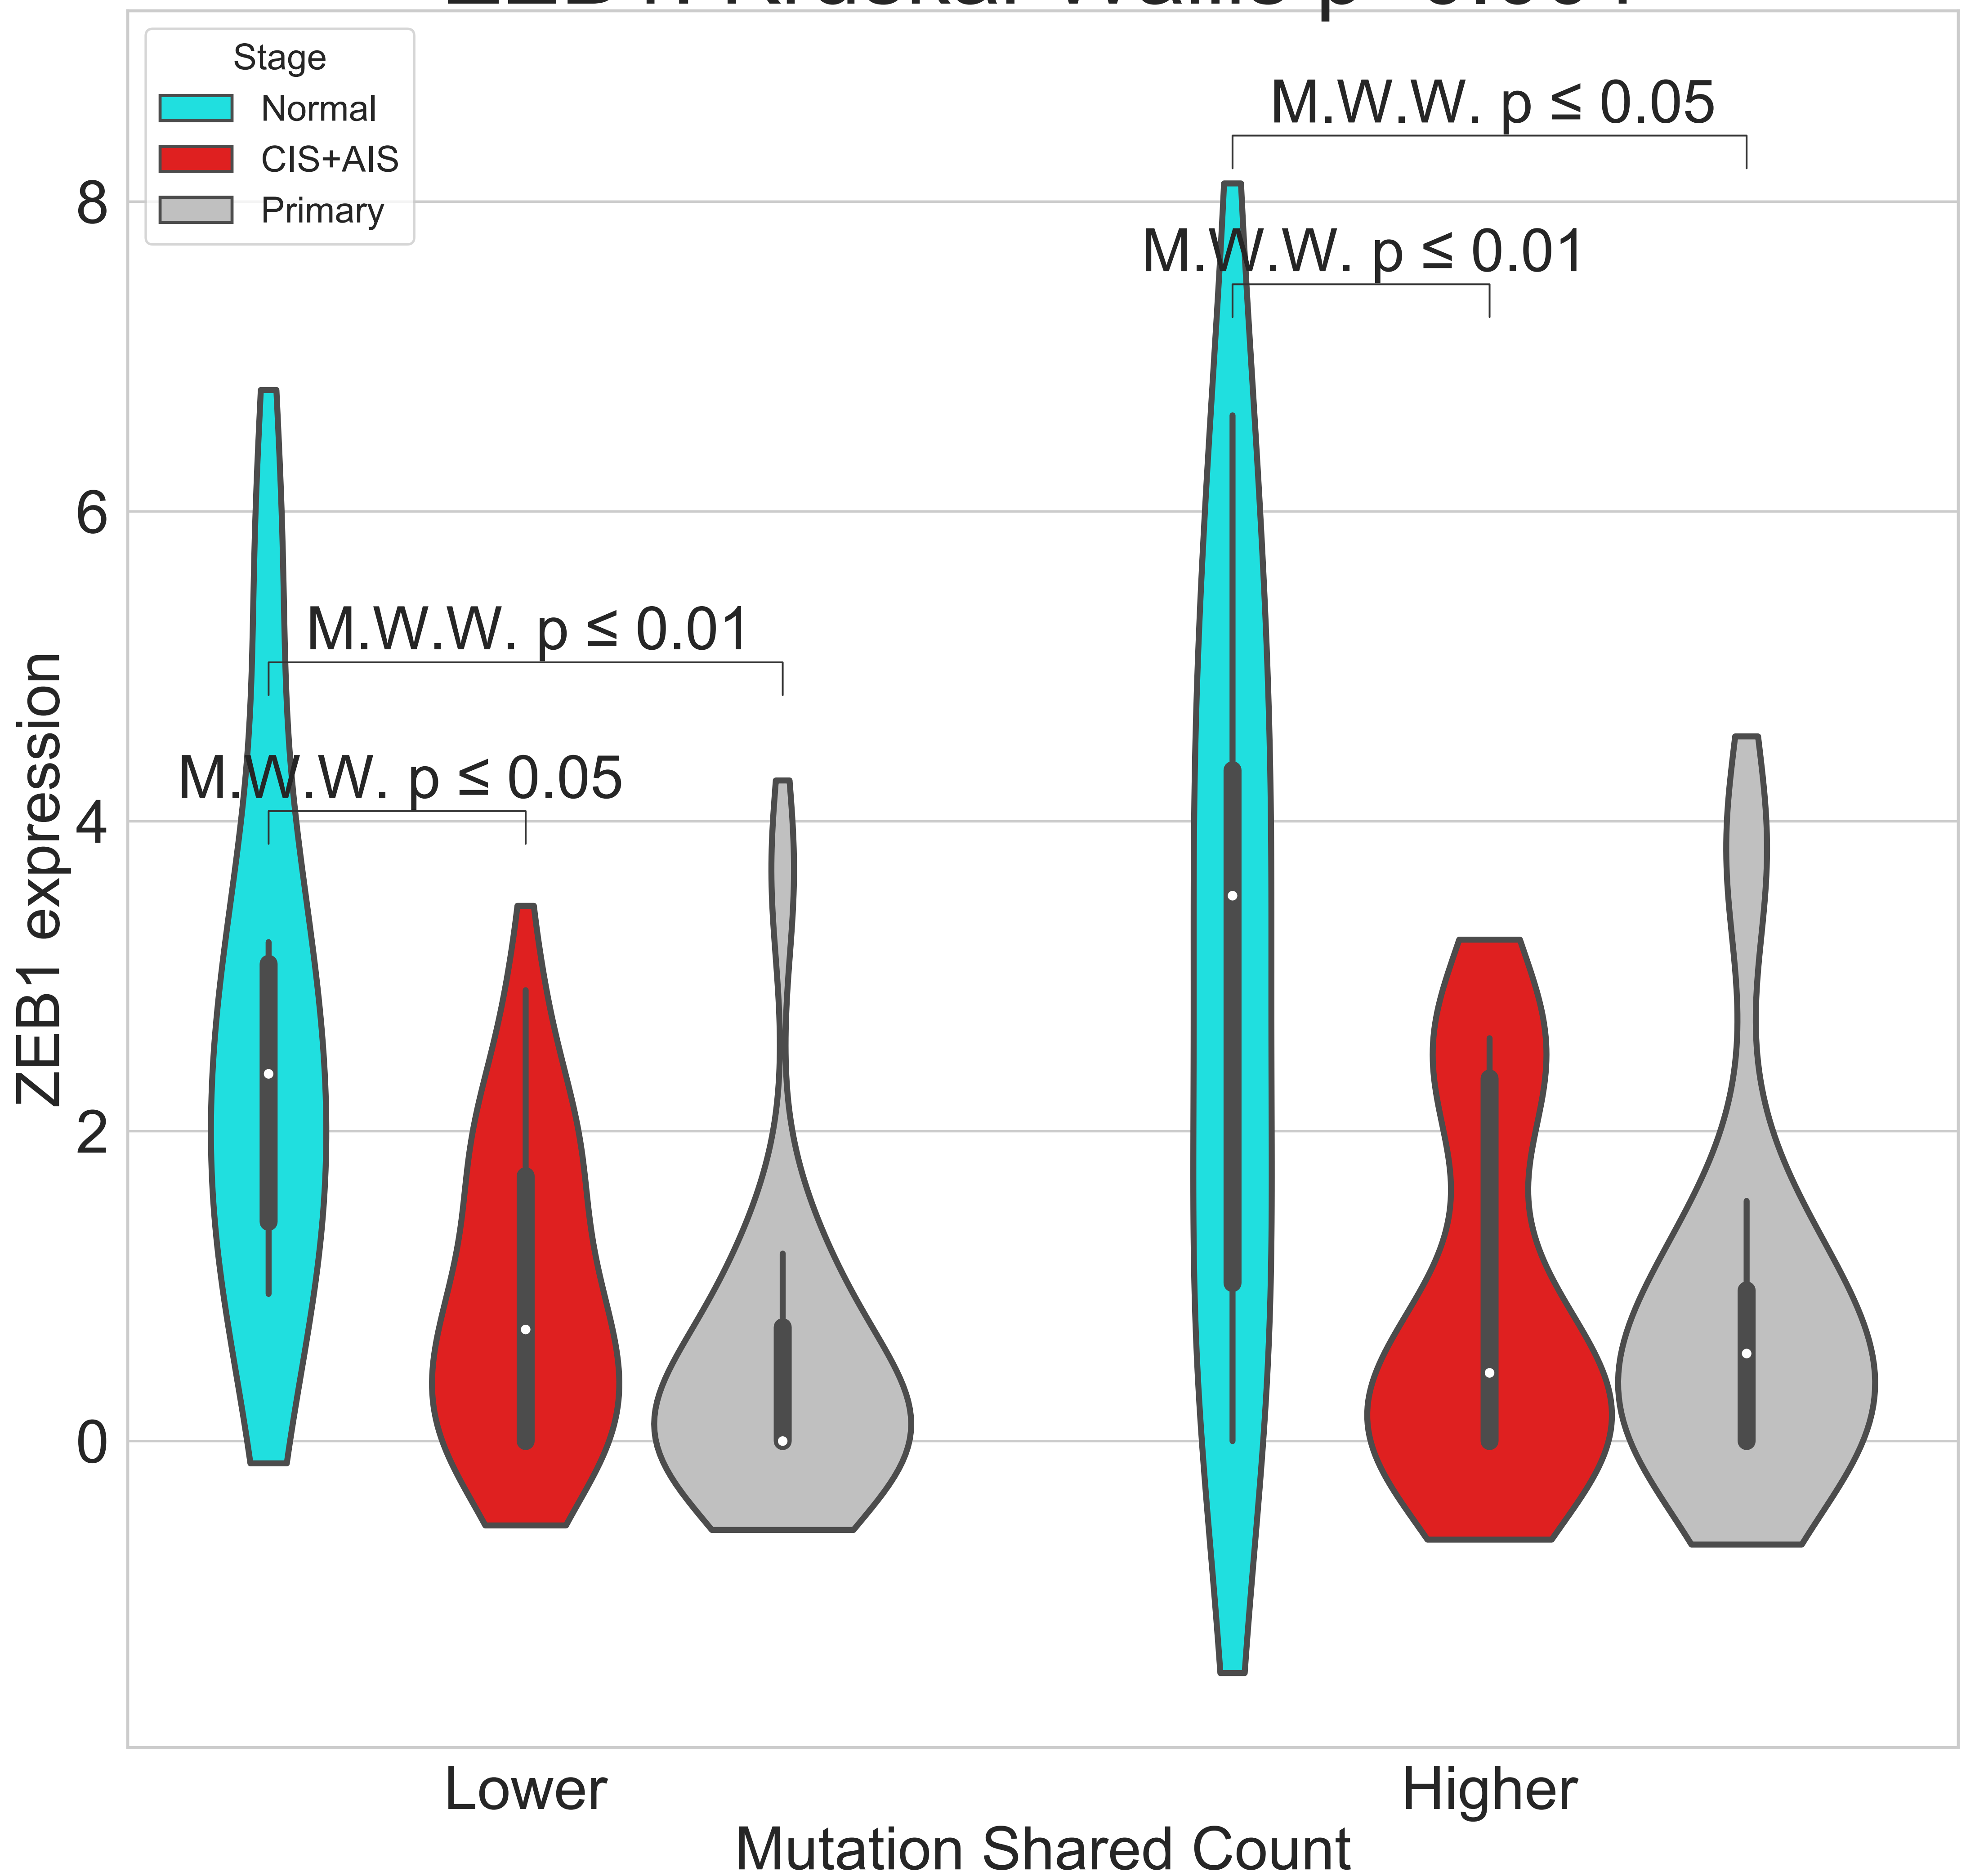 Stage
Normal
CIS+AIS
Primary
M.W.W. p ≤ 0.05
M.W.W. p ≤ 0.01
M.W.W. p ≤ 0.01
M.W.W. p ≤ 0.05
ZEB1 expression
8
6
4
2
0
Lower
Higher
Mutation Shared Count